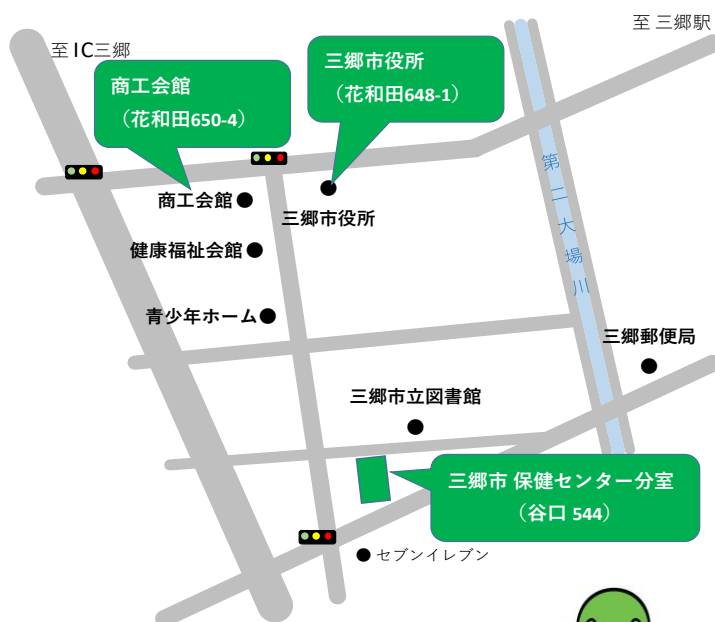 至 三郷駅
至 IC三郷
三郷市役所
（花和田648-1）
商工会館
（花和田650-4）
第二大場川
商工会館
三郷市役所
健康福祉会館
青少年ホーム
三郷郵便局
三郷市立図書館
三郷市 保健センター分室
（谷口 544）
セブンイレブン